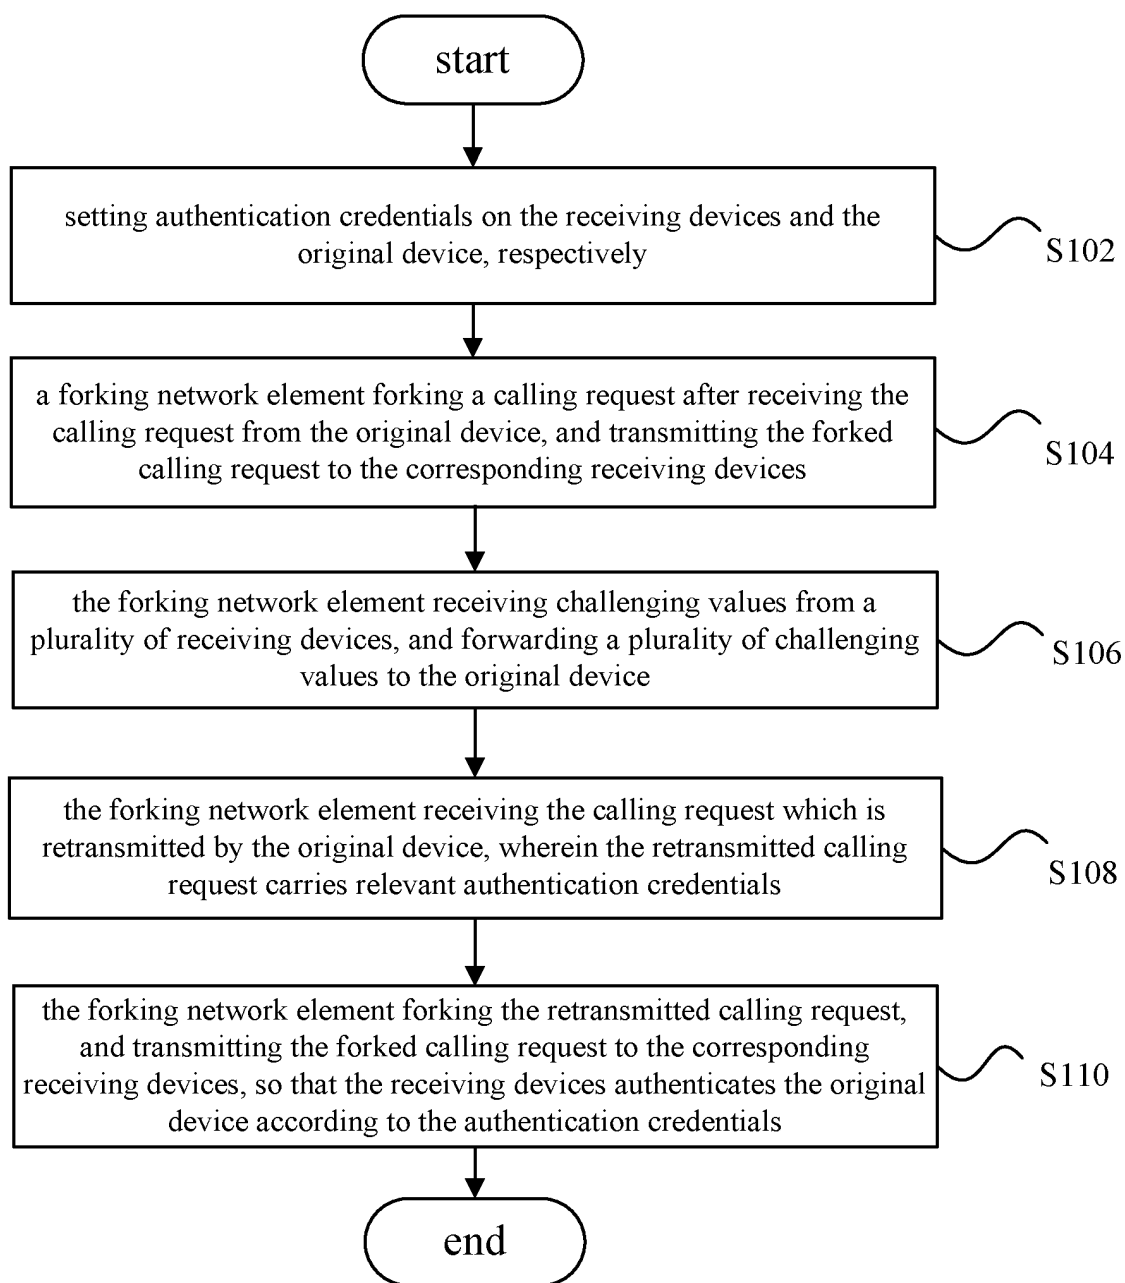 start
setting authentication credentials on the receiving devices and the
original device, respectively
S102
a forking network element forking a calling request after receiving the
calling request from the original device, and transmitting the forked
calling request to the corresponding receiving devices
S104
the forking network element receiving challenging values from a
plurality of receiving devices, and forwarding a plurality of challenging
values to the original device
S106
the forking network element receiving the calling request which is
retransmitted by the original device, wherein the retransmitted calling
request carries relevant authentication credentials
S108
the forking network element forking the retransmitted calling request,
and transmitting the forked calling request to the corresponding
receiving devices, so that the receiving devices authenticates the original
device according to the authentication credentials
S110
end